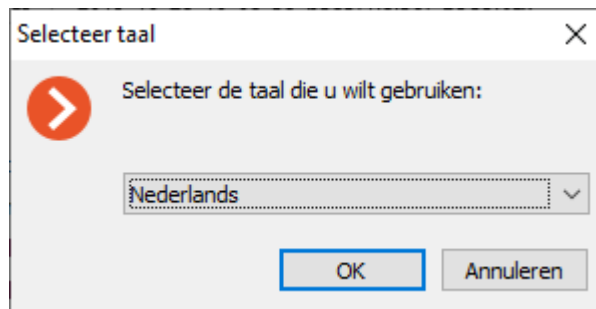 Selecteer taal
Selecteer de taal die u wilt gebruiken:
Nederlands
OK
Annuleren